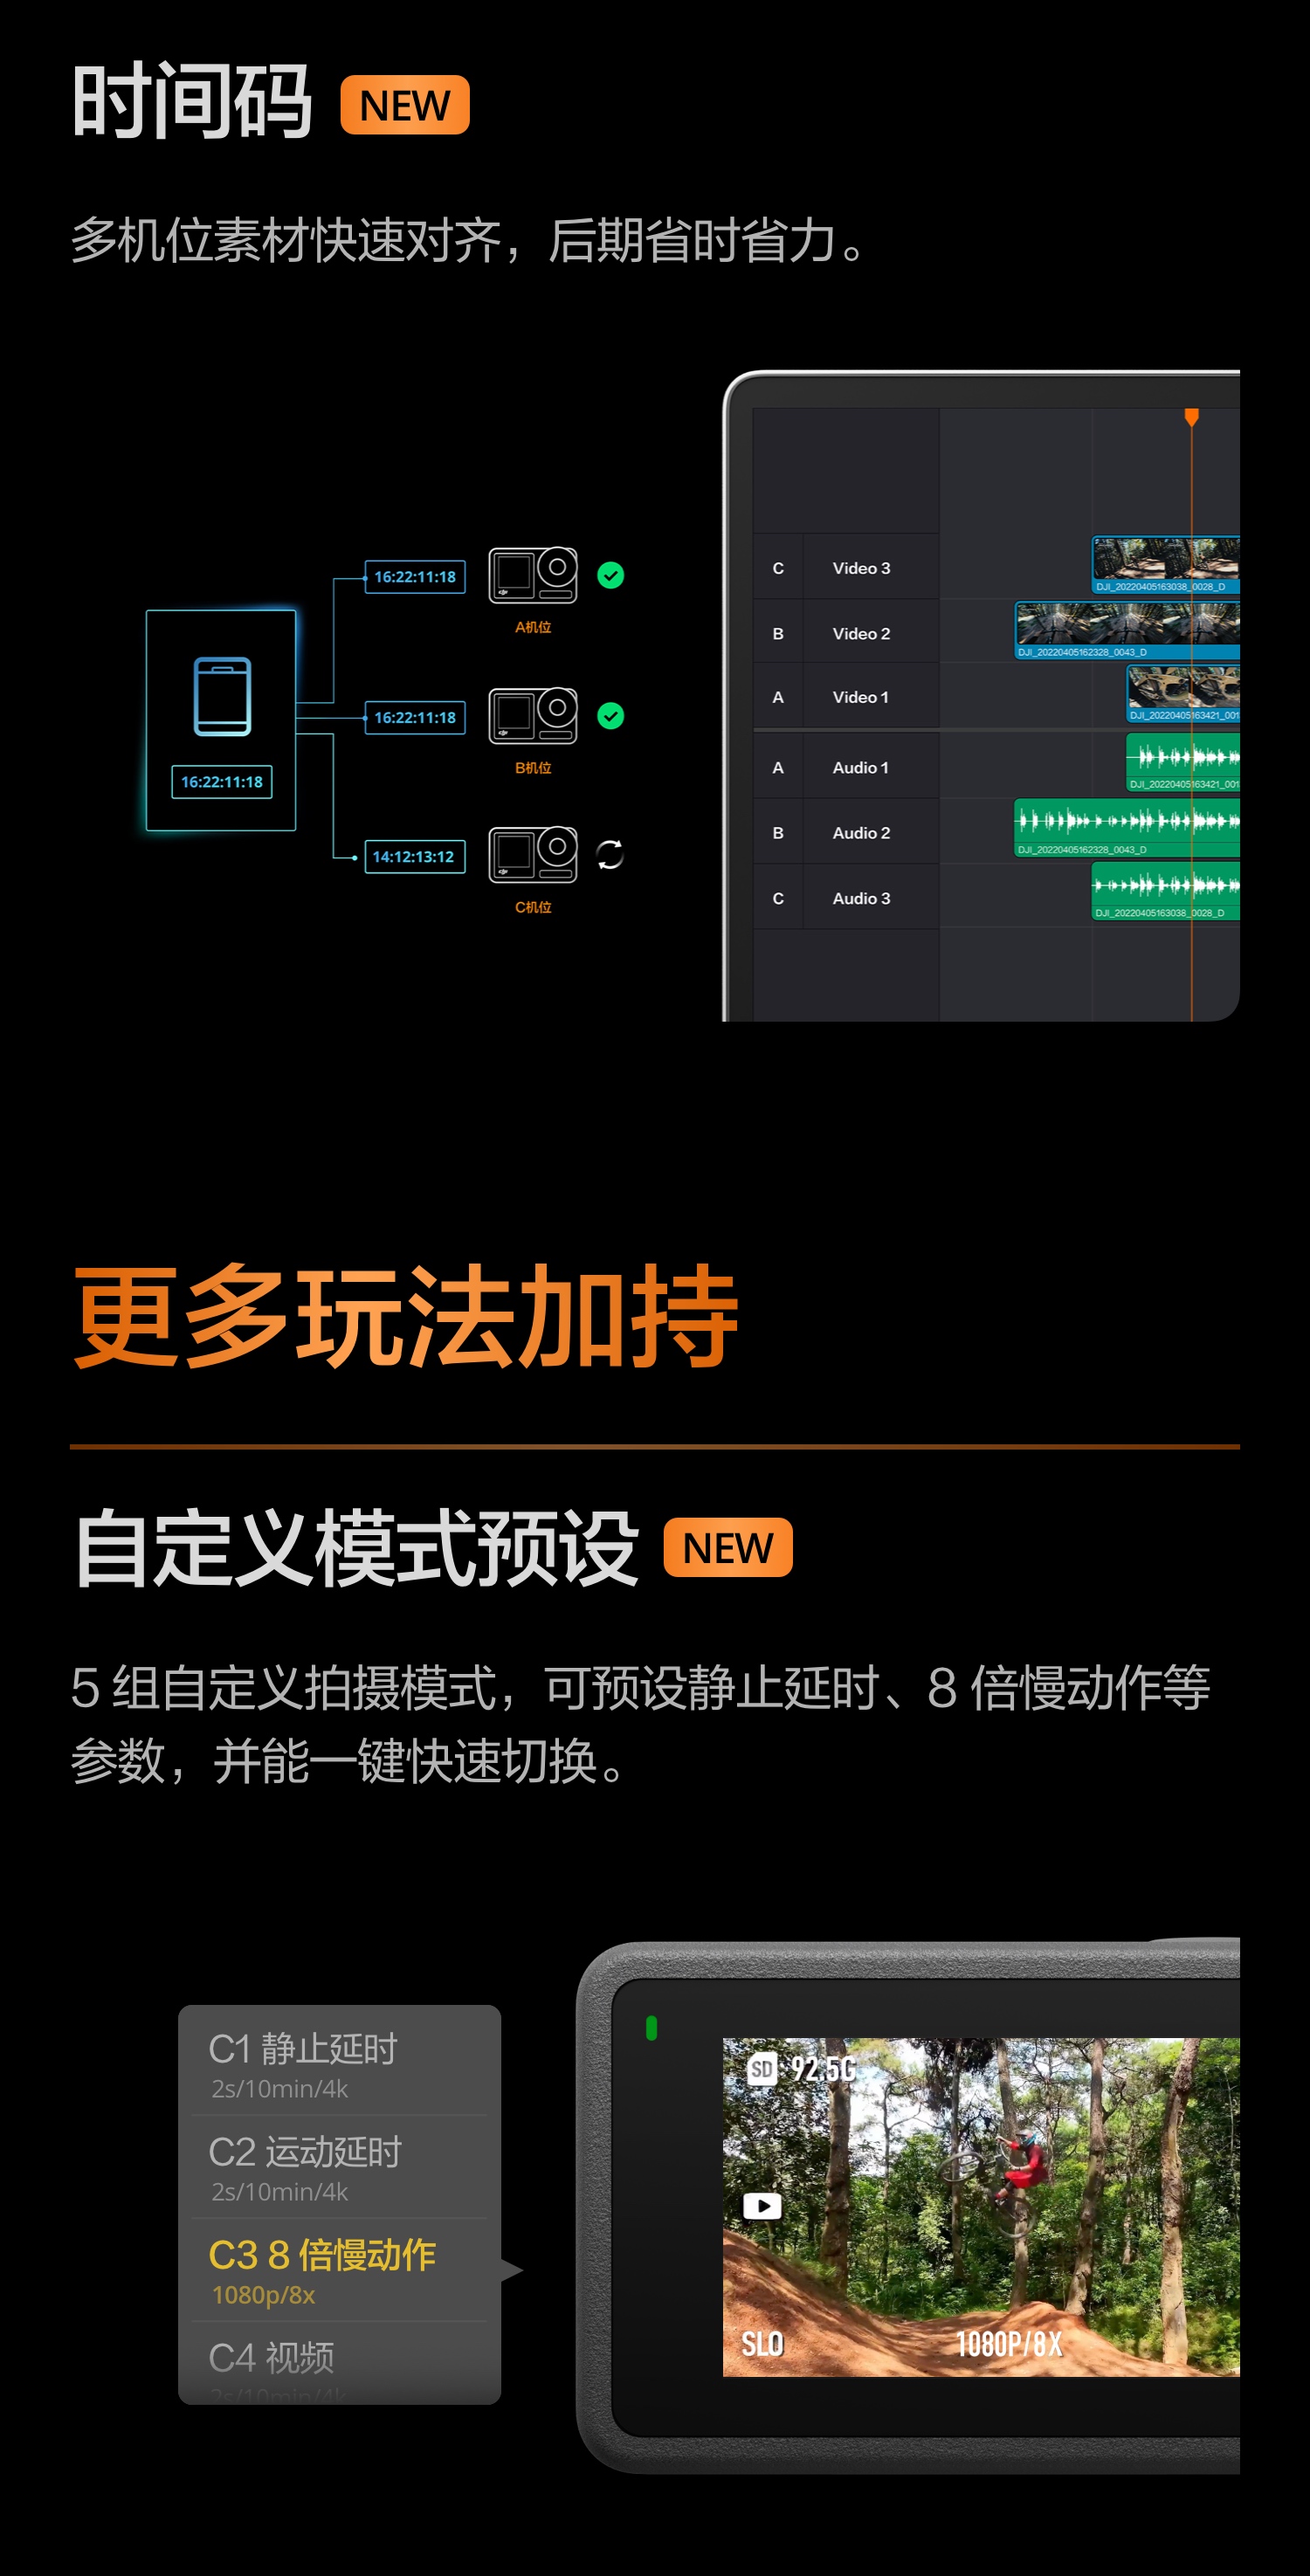 时间码 NEW
多机位素材快速对齐，后期省时省力。
16:22:11:18
16:22:11:18
A机位
16:22:11:18
B机位
14:12:13:12
C机位
C Video 3
DJI_20220405163038_0028_D
B Video 2
DJI_20220405162328_0043_D
A Video 1
DJI_20220405163421_001
A Audio 1
DJI_20220405163421_001
B Audio 2
DJI_20220405162328_0043_D
C Audio 3
DJI_20220405163038_0028_D
更多玩法加持
自定义模式预设 NEW
5 组自定义拍摄模式，可预设静止延时、8 倍慢动作等
参数，并能一键快速切换。
C1 静止延时
2s/10min/4k
C2 运动延时
2s/10min/4k
C3 8 倍慢动作
1080p/8x
C4 视频
2s/10min/4k
SD 92.5G
SLO 1080P/8X